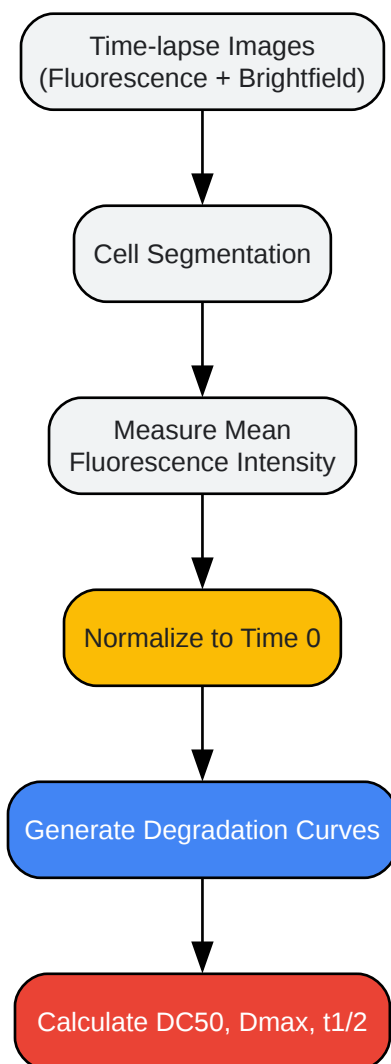 Time-lapse Images
(Fluorescence + Brightfield)
Cell Segmentation
Measure Mean
Fluorescence Intensity
Normalize to Time 0
Generate Degradation Curves
Calculate DC50, Dmax, t1/2